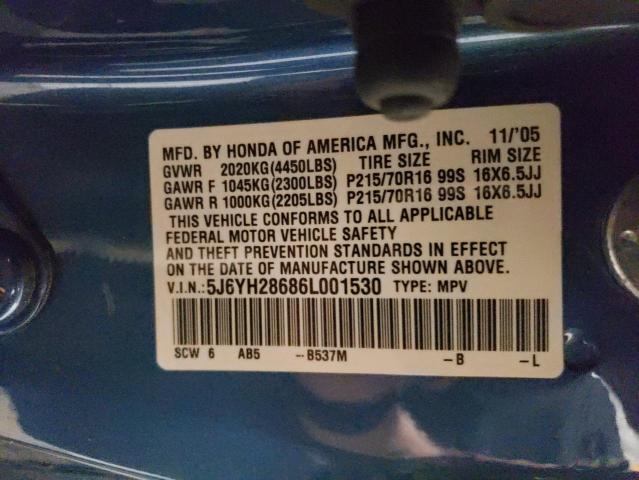 MFD. BY HONDA OF AMERICA MFG., INC. 11/'05
GVWR 2020KG(4450LBS) TIRE SIZE RIM SIZE
GAWR F 1045KG(2300LBS) P215/70R16 99S 16X6.5JJ
GAWR R 1000KG(2205LBS) P215/70R16 99S 16X6.5JJ
THIS VEHICLE CONFORMS TO ALL APPLICABLE
FEDERAL MOTOR VEHICLE SAFETY
AND THEFT PREVENTION STANDARDS IN EFFECT
ON THE DATE OF MANUFACTURE SHOWN ABOVE.
V.I.N.:5J6YH28686L001530 TYPE: MPV
SCW 6 AB5 --B537M -B -L